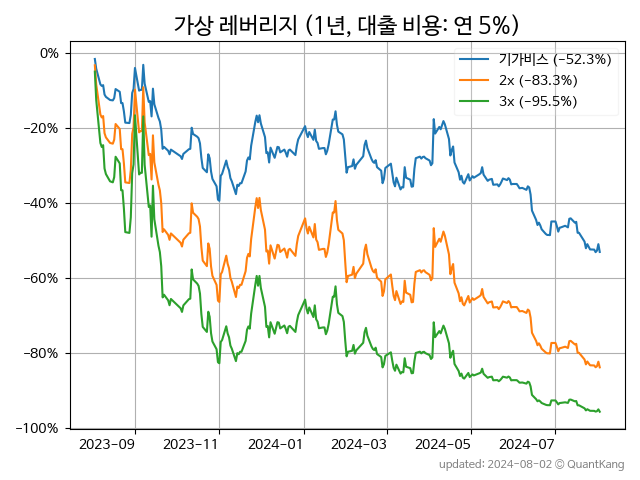 가상 레버리지 (1년, 대출 비용: 연 5%)
기가비스 (−52.3%)
2x (−83.3%)
3x (−95.5%)
0%
−20%
−40%
−60%
−80%
−100%
2023-09 2023-11 2024-01 2024-03 2024-05 2024-07
updated: 2024-08-02 © QuantKang